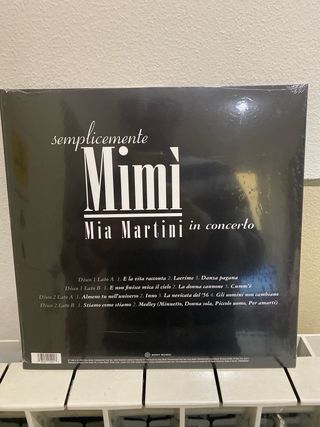 semplicemente
Mimì
Mia Martini in concerto
Disco 1 Lato A 1. E la vita racconta 2. Lacrime 3. Danza pagana
Disco 1 Lato B 1. E non finisce mica il cielo 2. La donna cannone 3. Cumm'è
Disco 2 Lato A 1. Almeno tu nell'universo 2. Inno 3. La nevicata del '56 4. Gli uomini non cambiano
Disco 2 Lato B 1. Stiamo come stiamo 2. Medley (Minuetto, Donna sola, Piccolo uomo, Per amarti)
SONY MUSIC